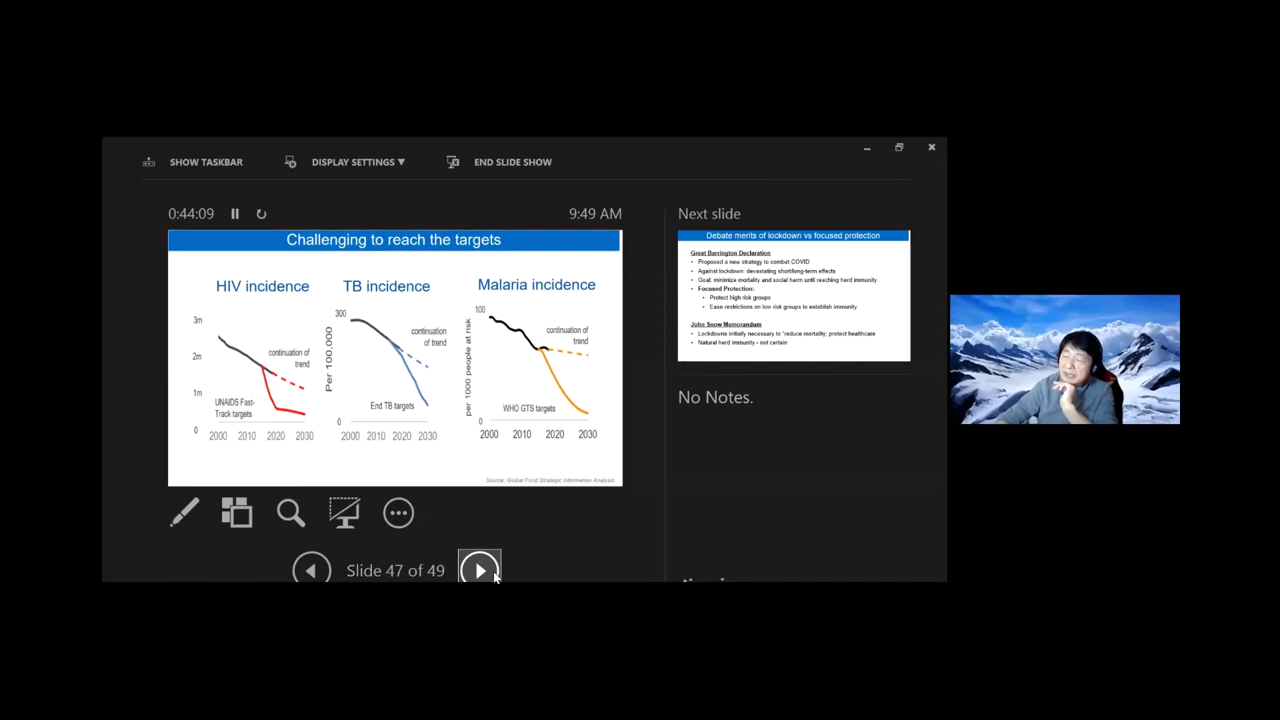 SHOW TASKBAR
DISPLAY SETTINGS ▼
END SLIDE SHOW
0:44:09
9:49 AM
Next slide
Challenging to reach the targets
HIV incidence
TB incidence
Malaria incidence
3m
2m
1m
0
continuation of
trend
UNAIDS Fast-
Track targets
2000 2010 2020 2030
Per 100,000
300
0
continuation
of trend
End TB targets
2000 2010 2020 2030
per 1000 people at risk
100
0
continuation of
trend
WHO GTS targets
2000 2010 2020 2030
Source: Global Fund Strategic Information Analysis
Debate merits of lockdown vs focused protection
Great Barrington Declaration
• Proposed a new strategy to combat COVID
• Against lockdown: devastating short/long-term effects
• Goal: minimize mortality and social harm until reaching herd immunity
• Focused Protection:
• Protect high risk groups
• Ease restrictions on low risk groups to establish immunity
John Snow Memorandum
• Lockdowns initially necessary to "reduce mortality; protect healthcare
• Natural herd immunity - not certain
No Notes.
Slide 47 of 49